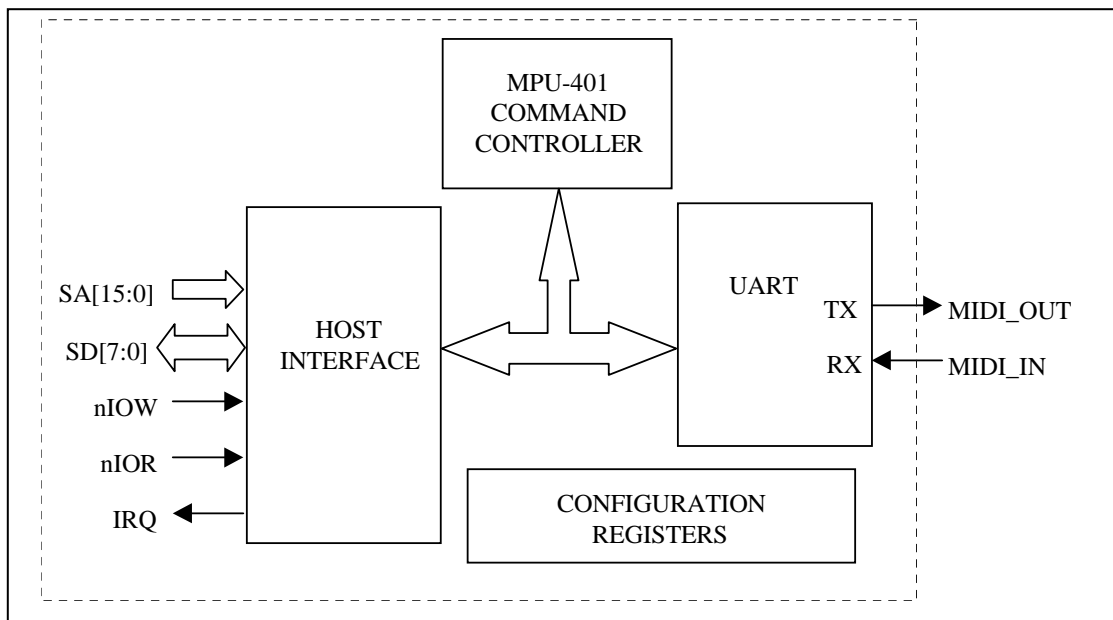 MPU-401
COMMAND
CONTROLLER
SA[15:0]
SD[7:0]
nIOW
nIOR
IRQ
HOST
INTERFACE
UART
TX
RX
MIDI_OUT
MIDI_IN
CONFIGURATION
REGISTERS